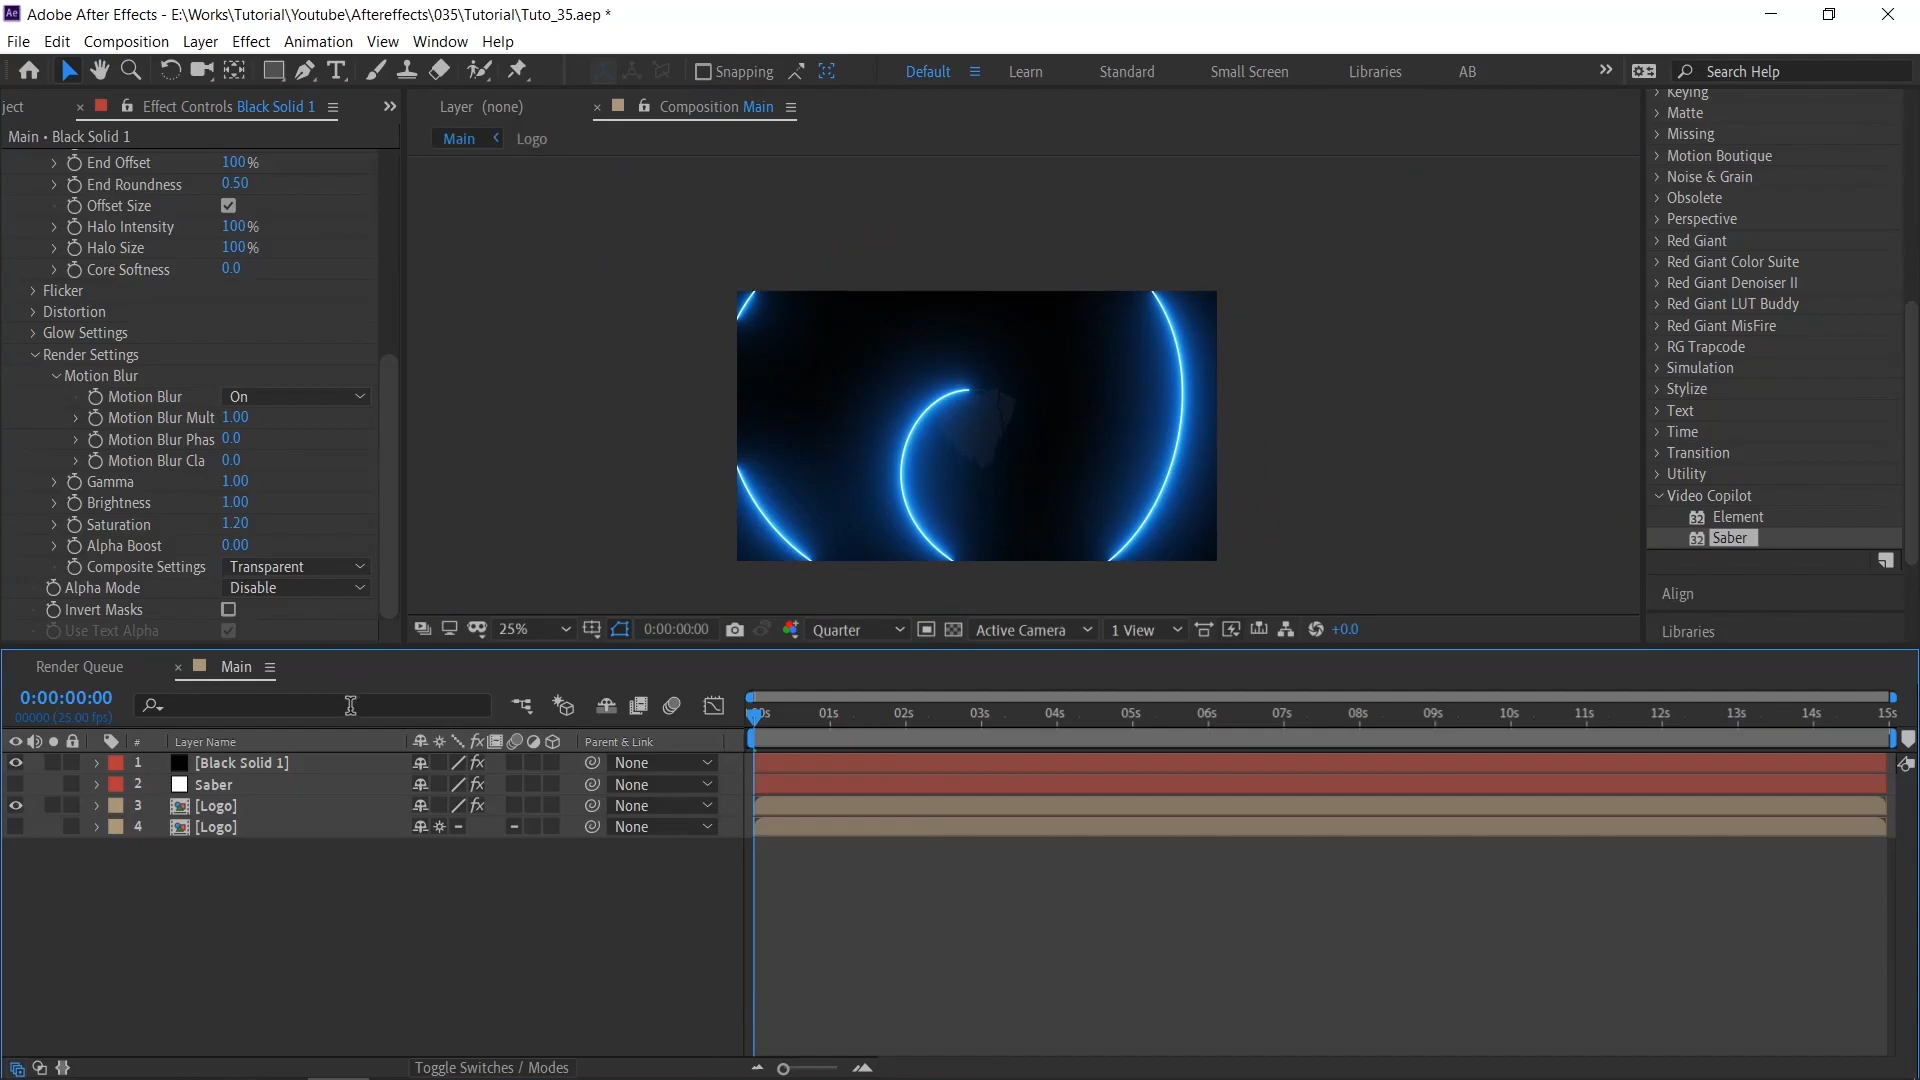 Adobe After Effects - E:\Works\Tutorial\Youtube\Aftereffects\035\Tutorial\Tuto_35.aep *
File Edit Composition Layer Effect Animation View Window Help
Snapping Default Learn Standard Small Screen Libraries AB Search Help
ject Effect Controls Black Solid 1
Layer (none) Composition Main
Main • Black Solid 1
Main Logo
End Offset 100%
End Roundness 0.50
Offset Size
Halo Intensity 100%
Halo Size 100%
Core Softness 0.0
Flicker
Distortion
Glow Settings
Render Settings
Motion Blur
Motion Blur On
Motion Blur Mult 1.00
Motion Blur Phas 0.0
Motion Blur Cla 0.0
Gamma 1.00
Brightness 1.00
Saturation 1.20
Alpha Boost 0.00
Composite Settings Transparent
Alpha Mode Disable
Invert Masks
Use Text Alpha
25% 0:00:00:00 Quarter Active Camera 1 View +0.0
Keying
Matte
Missing
Motion Boutique
Noise & Grain
Obsolete
Perspective
Red Giant
Red Giant Color Suite
Red Giant Denoiser II
Red Giant LUT Buddy
Red Giant MisFire
RG Trapcode
Simulation
Stylize
Text
Time
Transition
Utility
Video Copilot
32 Element
32 Saber
Align
Libraries
Render Queue Main
0:00:00:00
00000 (25.00 fps)
00s 01s 02s 03s 04s 05s 06s 07s 08s 09s 10s 11s 12s 13s 14s 15s
# Layer Name fx Parent & Link
1 [Black Solid 1] fx None
2 Saber fx None
3 [Logo] fx None
4 [Logo] None
Toggle Switches / Modes